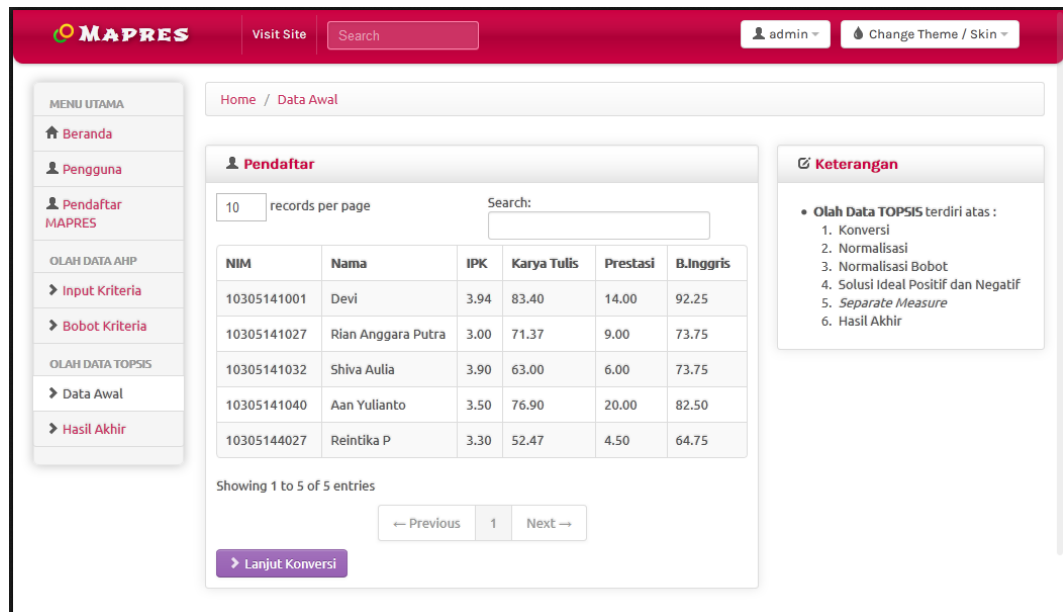 MAPRES
Visit Site
Search
admin
Change Theme / Skin
MENU UTAMA
Beranda
Pengguna
Pendaftar
MAPRES
OLAH DATA AHP
Input Kriteria
Bobot Kriteria
OLAH DATA TOPSIS
Data Awal
Hasil Akhir
Home / Data Awal
Pendaftar
10 records per page
Search:
NIM Nama IPK Karya Tulis Prestasi B.Inggris
10305141001 Devi 3.94 83.40 14.00 92.25
10305141027 Rian Anggara Putra 3.00 71.37 9.00 73.75
10305141032 Shiva Aulia 3.90 63.00 6.00 73.75
10305141040 Aan Yulianto 3.50 76.90 20.00 82.50
10305144027 Reintika P 3.30 52.47 4.50 64.75
Showing 1 to 5 of 5 entries
← Previous 1 Next →
Lanjut Konversi
Keterangan
• Olah Data TOPSIS terdiri atas :
1. Konversi
2. Normalisasi
3. Normalisasi Bobot
4. Solusi Ideal Positif dan Negatif
5. Separate Measure
6. Hasil Akhir